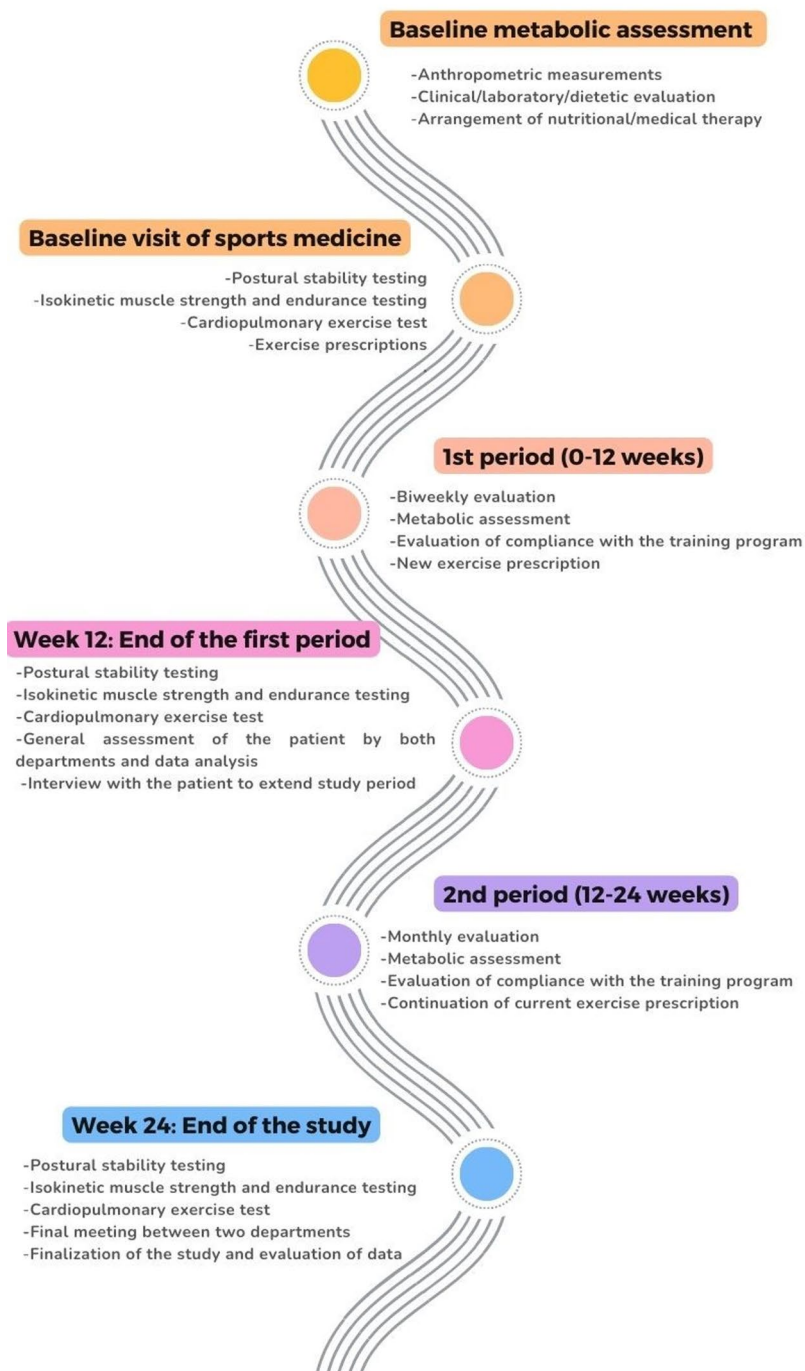 Baseline metabolic assessment
-Anthropometric measurements
-Clinical/laboratory/dietetic evaluation
-Arrangement of nutritional/medical therapy
Baseline visit of sports medicine
-Postural stability testing
-Isokinetic muscle strength and endurance testing
-Cardiopulmonary exercise test
-Exercise prescriptions
1st period (0-12 weeks)
-Biweekly evaluation
-Metabolic assessment
-Evaluation of compliance with the training program
-New exercise prescription
Week 12: End of the first period
-Postural stability testing
-Isokinetic muscle strength and endurance testing
-Cardiopulmonary exercise test
-General assessment of the patient by both
departments and data analysis
-Interview with the patient to extend study period
2nd period (12-24 weeks)
-Monthly evaluation
-Metabolic assessment
-Evaluation of compliance with the training program
-Continuation of current exercise prescription
Week 24: End of the study
-Postural stability testing
-Isokinetic muscle strength and endurance testing
-Cardiopulmonary exercise test
-Final meeting between two departments
-Finalization of the study and evaluation of data